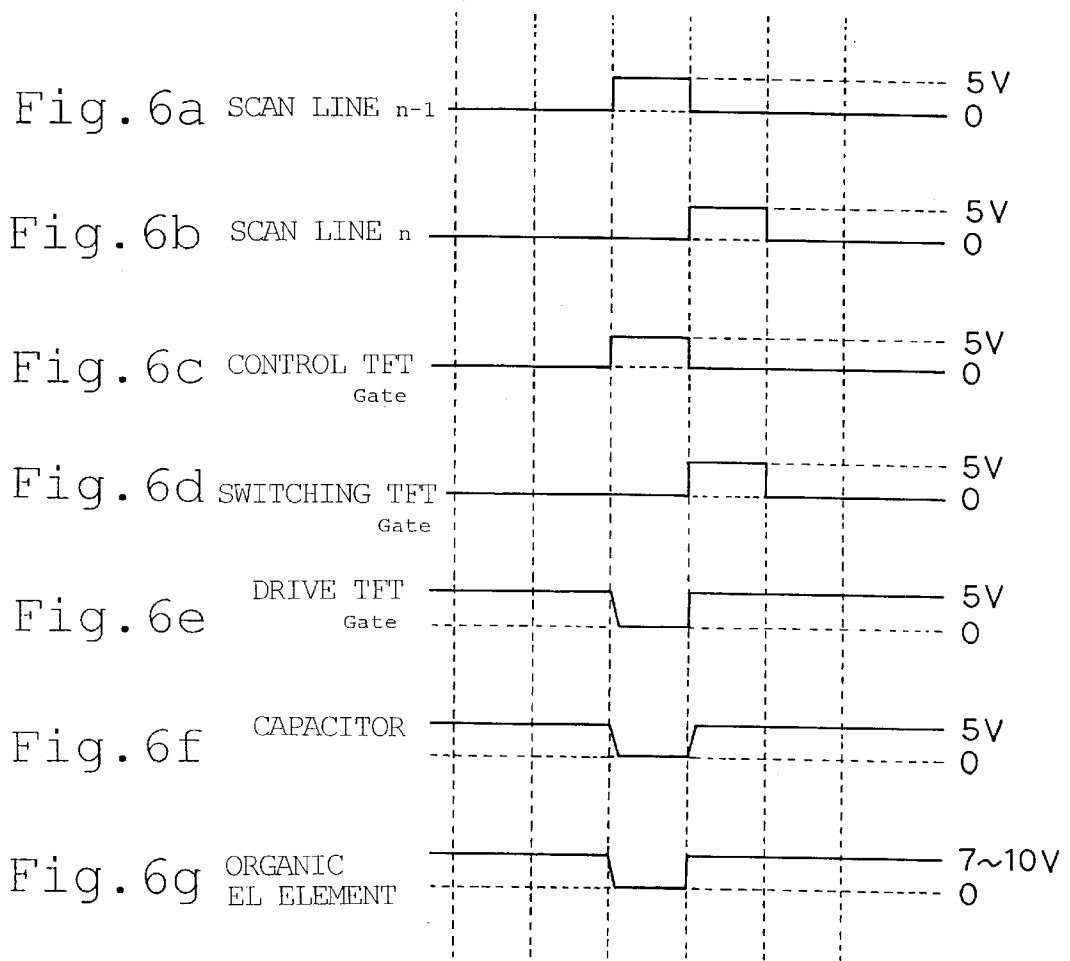 Fig.6a SCAN LINE n-1 5V
0
Fig.6b SCAN LINE n 5V
0
Fig.6c CONTROL TFT 5V
Gate 0
Fig.6d SWITCHING TFT 5V
Gate 0
Fig.6e DRIVE TFT 5V
Gate 0
Fig.6f CAPACITOR 5V
0
Fig.6g ORGANIC 7~10V
EL ELEMENT 0